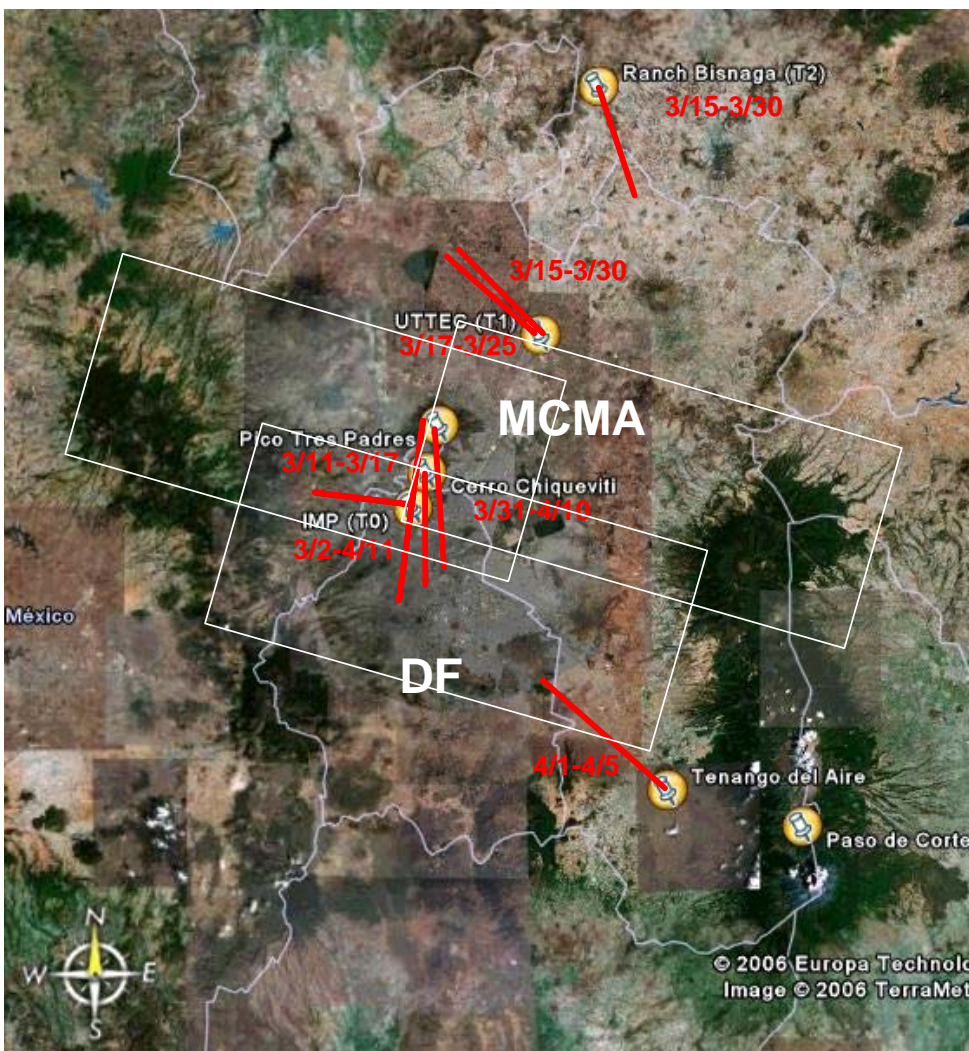 Ranch Bisnaga (T2)
3/15-3/30
3/15-3/30
UTTEC (T1)
3/17-3/25
MCMA
Pico Tres Padres
3/11-3/17
Cerro Chiqueviti
3/31-4/10
IMP (T0)
3/2-4/11
México
DF
4/1-4/5
Tenango del Aire
Paso de Corte
N
W E
S
© 2006 Europa Technolo
Image © 2006 TerraMet